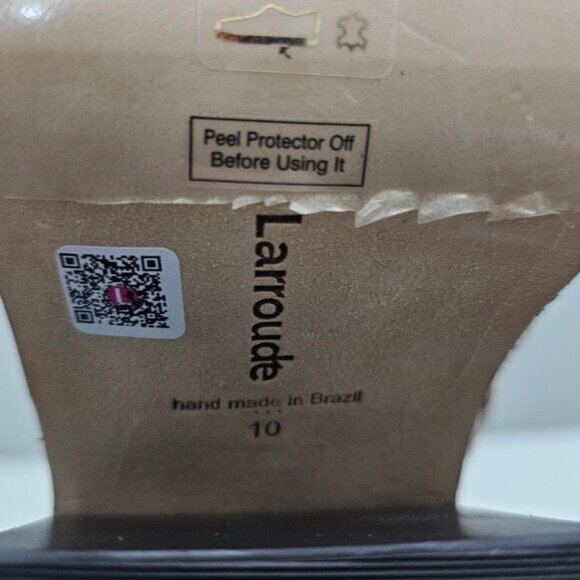 Peel Protector Off
Before Using It
Larroude
hand made in Brazil
10